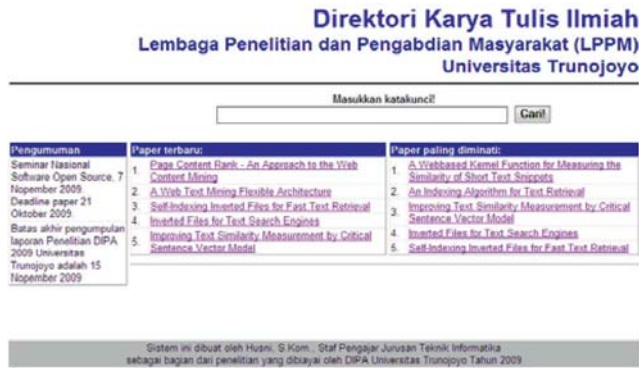 Direktori Karya Tulis Ilmiah
Lembaga Penelitian dan Pengabdian Masyarakat (LPPM)
Universitas Trunojoyo
Masukkan katakunci!
Cari!
Pengumuman
Seminar Nasional
Software Open Source, 7
Nopember 2009.
Deadline paper 21
Oktober 2009.
Batas akhir pengumpulan
laporan Penelitian DIPA
2009 Universitas
Trunojoyo adalah 15
Nopember 2009
Paper terbaru:
1. Page Content Rank - An Approach to the Web
Content Mining
2. A Web Text Mining Flexible Architecture
3. Self-Indexing Inverted Files for Fast Text Retrieval
4. Inverted Files for Text Search Engines
5. Improving Text Similarity Measurement by Critical
Sentence Vector Model
Paper paling diminati:
1. A Webbased Kernel Function for Measuring the
Similarity of Short Text Snippets
2. An Indexing Algorithm for Text Retrieval
3. Improving Text Similarity Measurement by Critical
Sentence Vector Model
4. Inverted Files for Text Search Engines
5. Self-Indexing Inverted Files for Fast Text Retrieval
Sistem ini dibuat oleh Husni, S.Kom., Staf Pengajar Jurusan Teknik Informatika
sebagai bagian dari penelitian yang dibiayai oleh DIPA Universitas Trunojoyo Tahun 2009